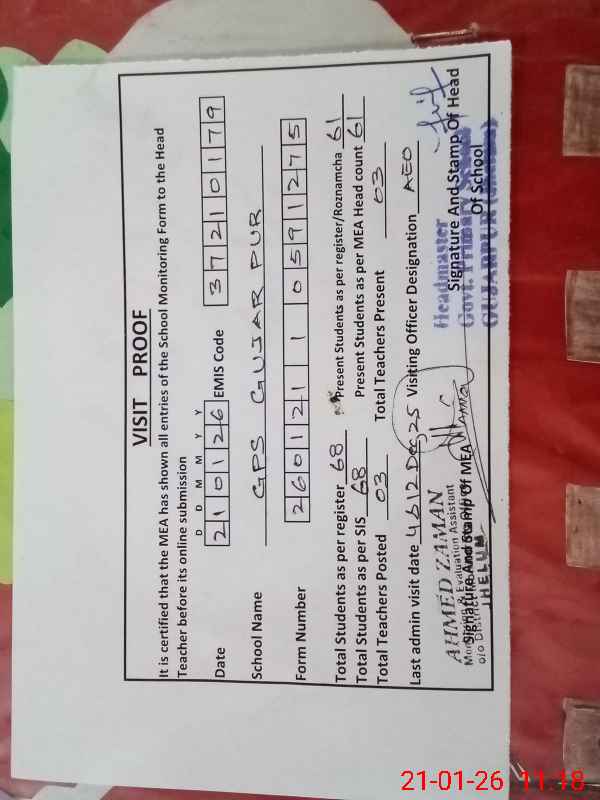 VISIT PROOF
It is certified that the MEA has shown all entries of the School Monitoring Form to the Head
Teacher before its online submission
D D M M Y Y
Date 2 1 0 1 2 6 EMIS Code 3 7 2 1 0 1 7 9
School Name GPS GUJAR PUR
Form Number 2 6 0 1 2 1 1 0 5 9 1 2 7 5
Total Students as per register 68 Present Students as per register/Roznamcha 61
Total Students as per SIS 68 Present Students as per MEA Head count 61
Total Teachers Posted 03 Total Teachers Present 03
Last admin visit date 4 &12 Dec,25 Visiting Officer Designation AEO
AHMED ZAMAN
& Evaluation Assistant
Signature And Stamp Of MEA
o/o District
JHELUM
Headmaster
Signature And Stamp Of Head
Govt. Primary School
Of School
GUJARPUR
21-01-26 11:18